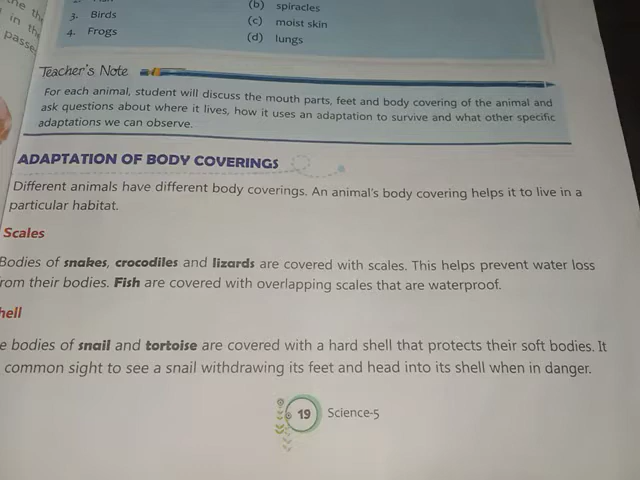 the th
in the
passe
(b) spiracles
3. Birds
(c) moist skin
4. Frogs
(d) lungs
Teacher's Note
For each animal, student will discuss the mouth parts, feet and body covering of the animal and
ask questions about where it lives, how it uses an adaptation to survive and what other specific
adaptations we can observe.
ADAPTATION OF BODY COVERINGS
Different animals have different body coverings. An animal's body covering helps it to live in a
particular habitat.
Scales
Bodies of snakes, crocodiles and lizards are covered with scales. This helps prevent water loss
rom their bodies. Fish are covered with overlapping scales that are waterproof.
hell
e bodies of snail and tortoise are covered with a hard shell that protects their soft bodies. It
common sight to see a snail withdrawing its feet and head into its shell when in danger.
19 Science-5